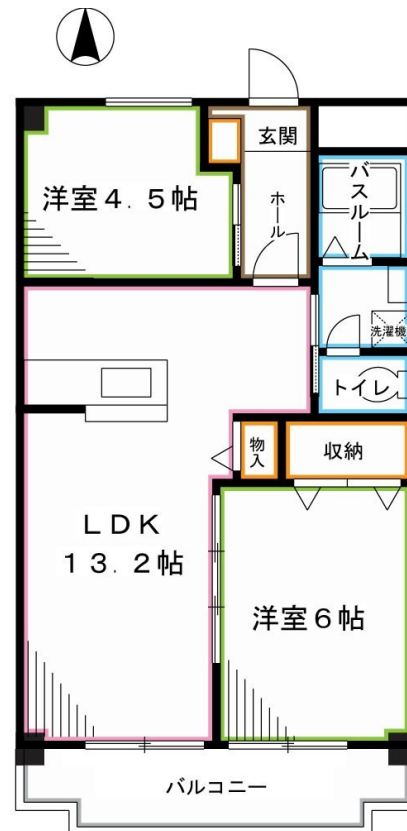 玄関
洋室4.5帖
ホール
バスルーム
洗濯機
トイレ
物入
収納
LDK
13.2帖
洋室6帖
バルコニー